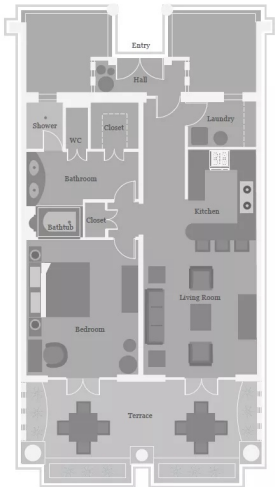 Entry
Hall
Shower
Closet
Laundry
WC
Bathroom
Kitchen
Closet
Bathtub
Living Room
Bedroom
Terrace